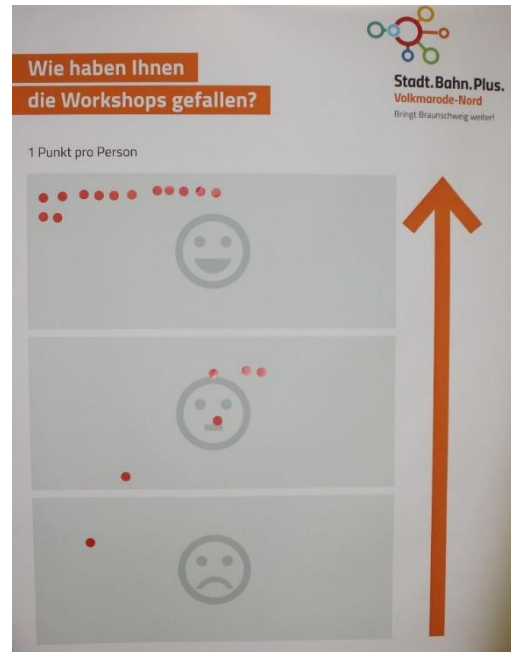 Wie haben Ihnen
die Workshops gefallen?
Stadt.Bahn.Plus.
Volkmarode-Nord
Bringt Braunschweig weiter!
1 Punkt pro Person